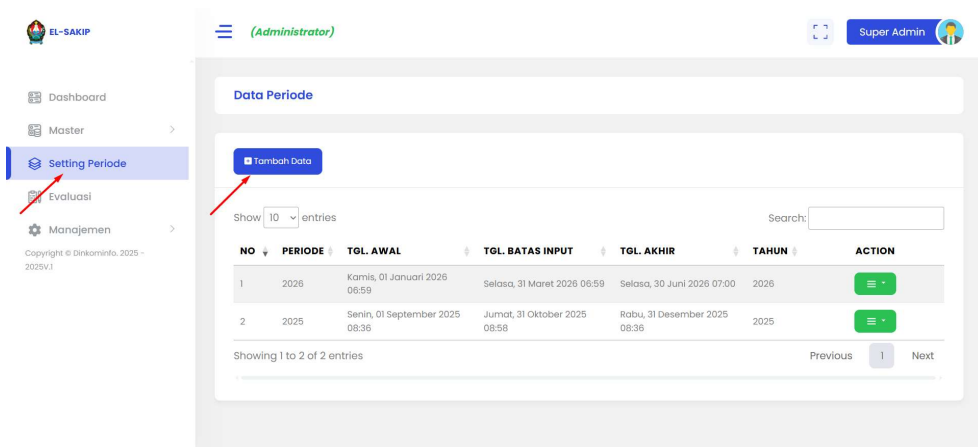 EL-SAKIP
(Administrator)
Super Admin
Dashboard
Master
Setting Periode
Evaluasi
Manajemen
Copyright © Dinkominfo. 2025 -
2025V.1
Data Periode
Tambah Data
Show 10 entries
Search:
NO PERIODE TGL. AWAL TGL. BATAS INPUT TGL. AKHIR TAHUN ACTION
1 2026 Kamis, 01 Januari 2026 06:59 Selasa, 31 Maret 2026 06:59 Selasa, 30 Juni 2026 07:00 2026
2 2025 Senin, 01 September 2025 08:36 Jumat, 31 Oktober 2025 08:58 Rabu, 31 Desember 2025 08:36 2025
Showing 1 to 2 of 2 entries
Previous 1 Next